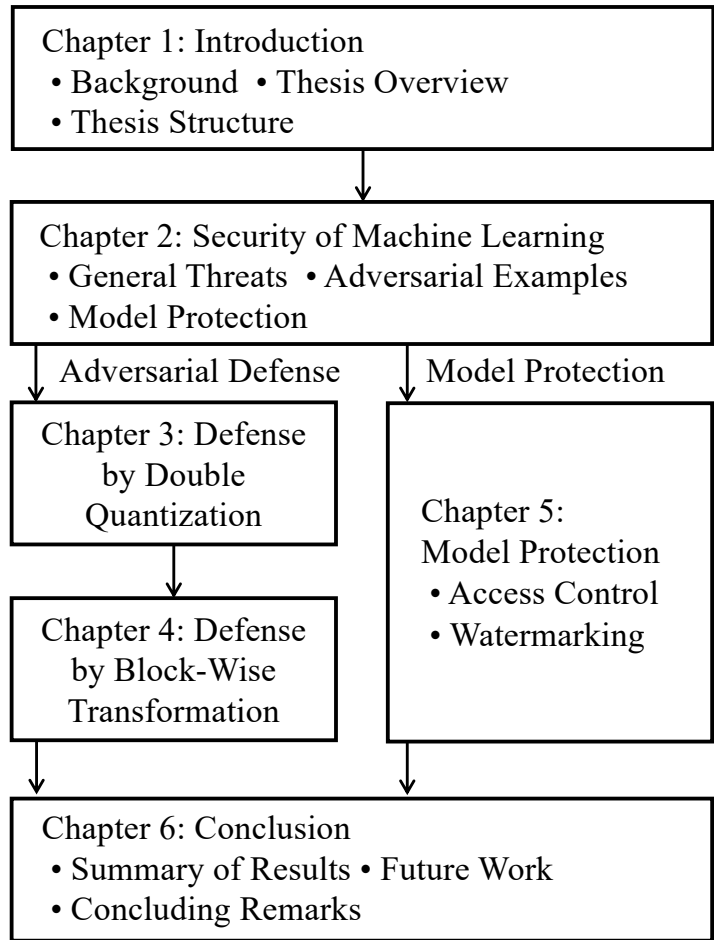 Chapter 1: Introduction
• Background • Thesis Overview
• Thesis Structure
Chapter 2: Security of Machine Learning
• General Threats • Adversarial Examples
• Model Protection
Adversarial Defense
Model Protection
Chapter 3: Defense
by Double
Quantization
Chapter 4: Defense
by Block-Wise
Transformation
Chapter 5:
Model Protection
• Access Control
• Watermarking
Chapter 6: Conclusion
• Summary of Results • Future Work
• Concluding Remarks